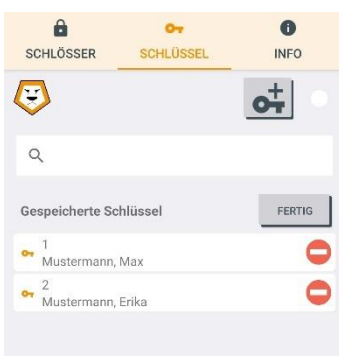 SCHLÖSSER SCHLÜSSEL INFO
Gespeicherte Schlüssel FERTIG
1
Mustermann, Max
2
Mustermann, Erika